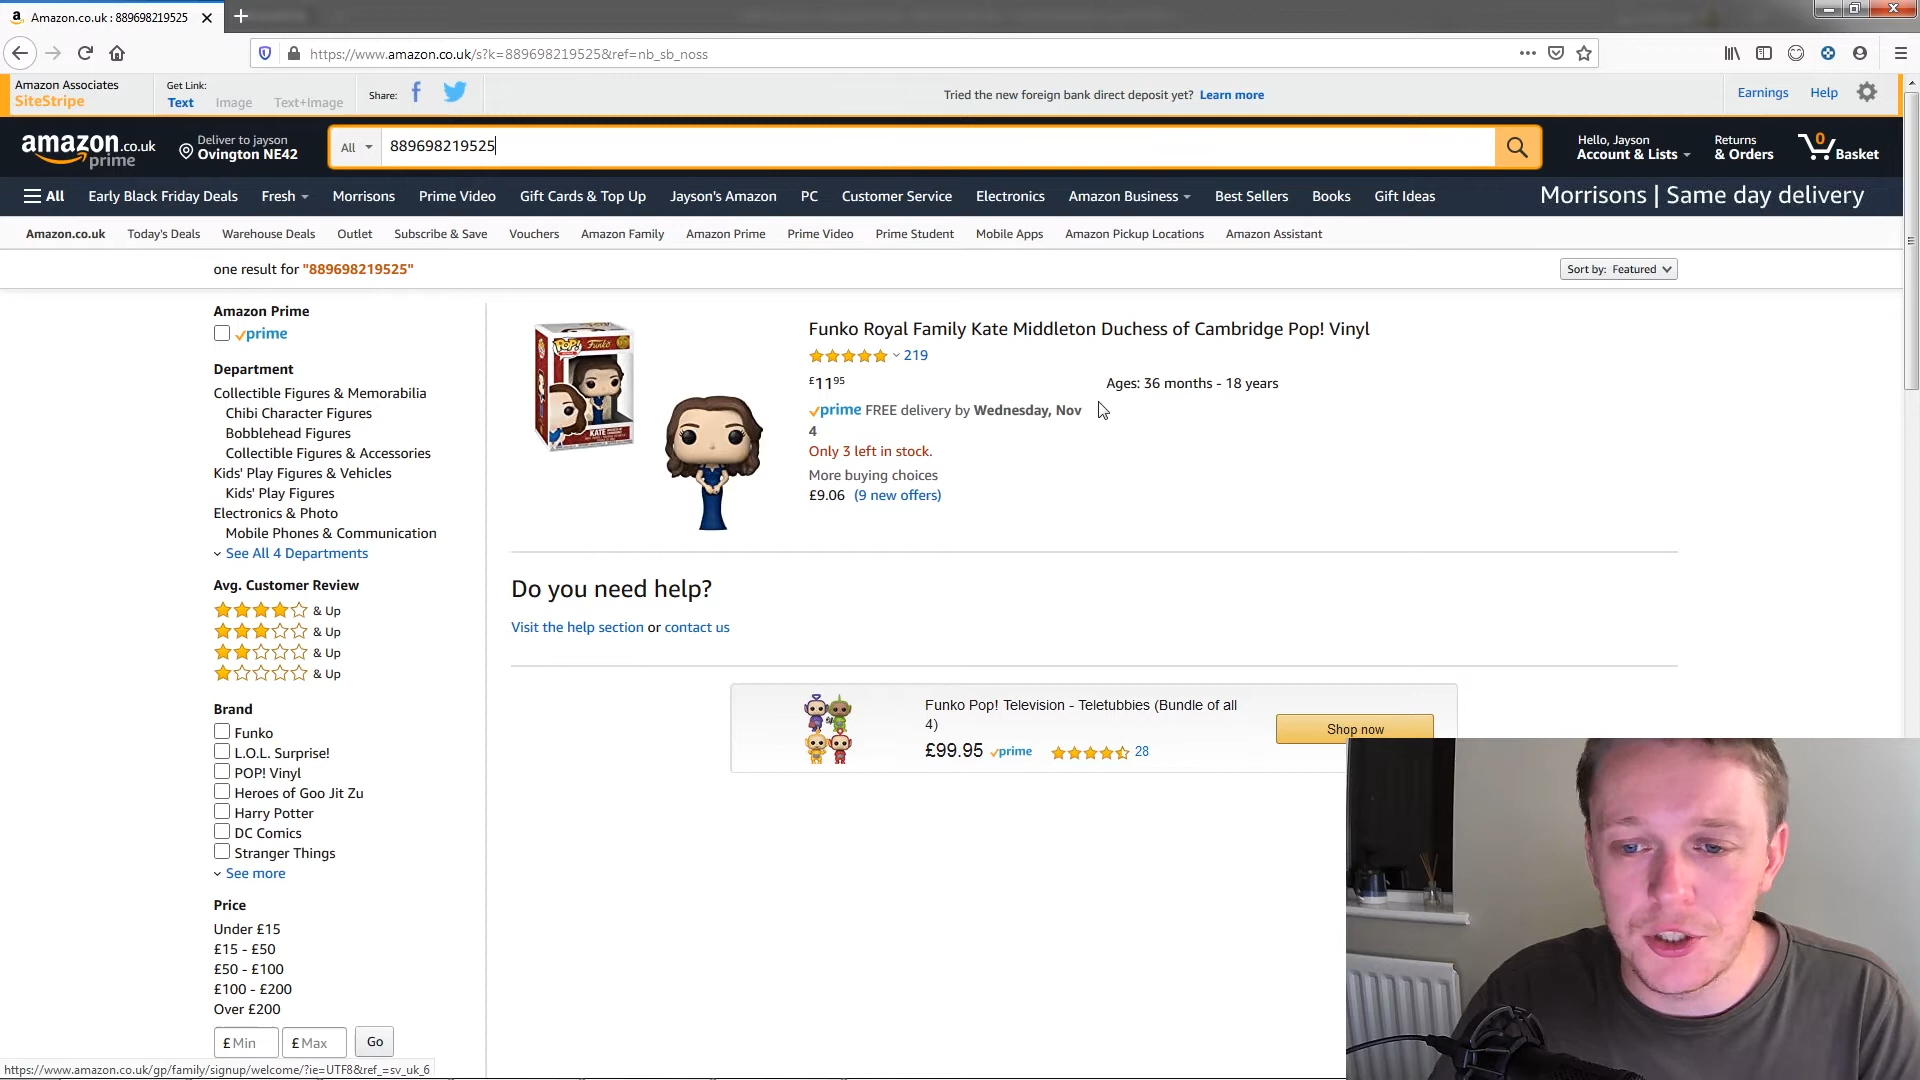 Amazon.co.uk : 889698219525
https://www.amazon.co.uk/s?k=889698219525&ref=nb_sb_noss
Amazon Associates
SiteStripe
Get Link:
Text Image Text+Image
Share:
Tried the new foreign bank direct deposit yet? Learn more
Earnings Help
amazon.co.uk
prime
Deliver to jayson
Ovington NE42
All
889698219525
Hello, Jayson
Account & Lists
Returns
& Orders
0
Basket
All Early Black Friday Deals Fresh Morrisons Prime Video Gift Cards & Top Up Jayson's Amazon PC Customer Service Electronics Amazon Business Best Sellers Books Gift Ideas
Morrisons | Same day delivery
Amazon.co.uk Today's Deals Warehouse Deals Outlet Subscribe & Save Vouchers Amazon Family Amazon Prime Prime Video Prime Student Mobile Apps Amazon Pickup Locations Amazon Assistant
one result for "889698219525"
Sort by: Featured
Amazon Prime
prime
Department
Collectible Figures & Memorabilia
Chibi Character Figures
Bobblehead Figures
Collectible Figures & Accessories
Kids' Play Figures & Vehicles
Kids' Play Figures
Electronics & Photo
Mobile Phones & Communication
See All 4 Departments
Avg. Customer Review
& Up
& Up
& Up
& Up
Brand
Funko
L.O.L. Surprise!
POP! Vinyl
Heroes of Goo Jit Zu
Harry Potter
DC Comics
Stranger Things
See more
Price
Under £15
£15 - £50
£50 - £100
£100 - £200
Over £200
£ Min £ Max Go
POP!
Funko
KATE
Funko Royal Family Kate Middleton Duchess of Cambridge Pop! Vinyl
219
£11 95
Ages: 36 months - 18 years
prime FREE delivery by Wednesday, Nov
4
Only 3 left in stock.
More buying choices
£9.06 (9 new offers)
Do you need help?
Visit the help section or contact us
Funko Pop! Television - Teletubbies (Bundle of all
4)
£99.95 prime 28
Shop now
https://www.amazon.co.uk/gp/family/signup/welcome/?ie=UTF8&ref_=sv_uk_6